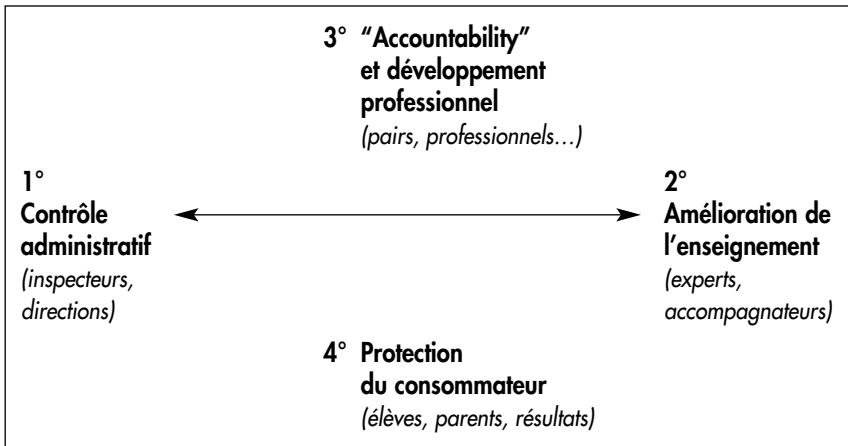 3° “Accountability”
et développement
professionnel
(pairs, professionnels…)
1°
Contrôle
administratif
(inspecteurs,
directions)
2°
Amélioration de
l’enseignement
(experts,
accompagnateurs)
4° Protection
du consommateur
(élèves, parents, résultats)